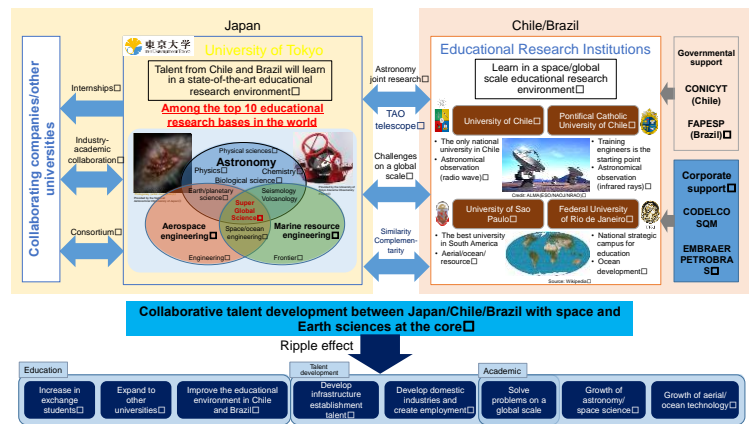 Japan
Chile/Brazil
Collaborating companies/other
universities
Internships□
Industry-
academic
collaboration□
Consortium□
東京大学
University of Tokyo
Talent from Chile and Brazil will learn
in a state-of-the-art educational
research environment□
Among the top 10 educational
research bases in the world
Physical sciences□
Astronomy
Physics□
Chemistry□
Biological science□
Earth/planetary
science□
Seismology
Volcanology
Super
Global
Science□
Aerospace
engineering□
Marine resource
engineering□
Space/ocean
engineering□
Engineering□
Frontier□
Astronomy
joint research□
TAO
telescope□
Challenges
on a global
scale□
Similarity
Complemen-
tarity
Educational Research Institutions
Learn in a space/global
scale educational research
environment□
University of Chile□
Pontifical Catholic
University of Chile□
• The only national
university in Chile
• Astronomical
observation
(radio wave)□
Credit: ALMA(ESO/NAOJ/NRAO)□
• Training
engineers is the
starting point
• Astronomical
observation
(infrared rays)□
University of Sao
Paulo□
Federal University
of Rio de Janeiro□
• The best university
in South America
• Aerial/ocean/
resource□
Source: Wikipedia□
• National strategic
campus for
education
• Ocean
development□
Governmental
support
CONICYT
(Chile)
FAPESP
(Brazil)□
Corporate
support□
CODELCO
SQM
EMBRAER
PETROBRA
S□
Collaborative talent development between Japan/Chile/Brazil with space and
Earth sciences at the core□
Ripple effect
Education
Increase in
exchange
students□
Expand to
other
universities□
Improve the educational
environment in Chile
and Brazil□
Talent
development
Develop
infrastructure
establishment
talent□
Develop domestic
industries and
create employment□
Academic
Solve
problems on a
global scale
Growth of
astronomy/
space science□
Growth of aerial/
ocean technology□